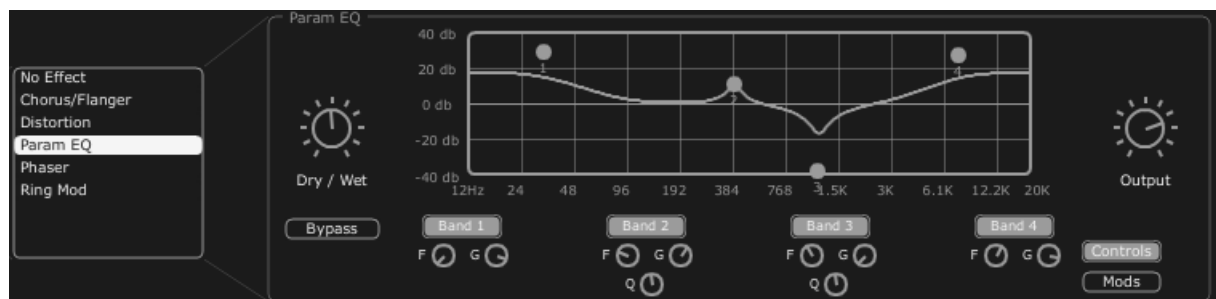 Param EQ
No Effect
Chorus/Flanger
Distortion
Param EQ
Phaser
Ring Mod
Dry / Wet
Bypass
40 db
20 db
0 db
-20 db
-40 db
1
2
3
4
12Hz 24 48 96 192 384 768 1.5K 3K 6.1K 12.2K 20K
Band 1 Band 2 Band 3 Band 4
F G F G F G F G
Q Q
Output
Controls
Mods